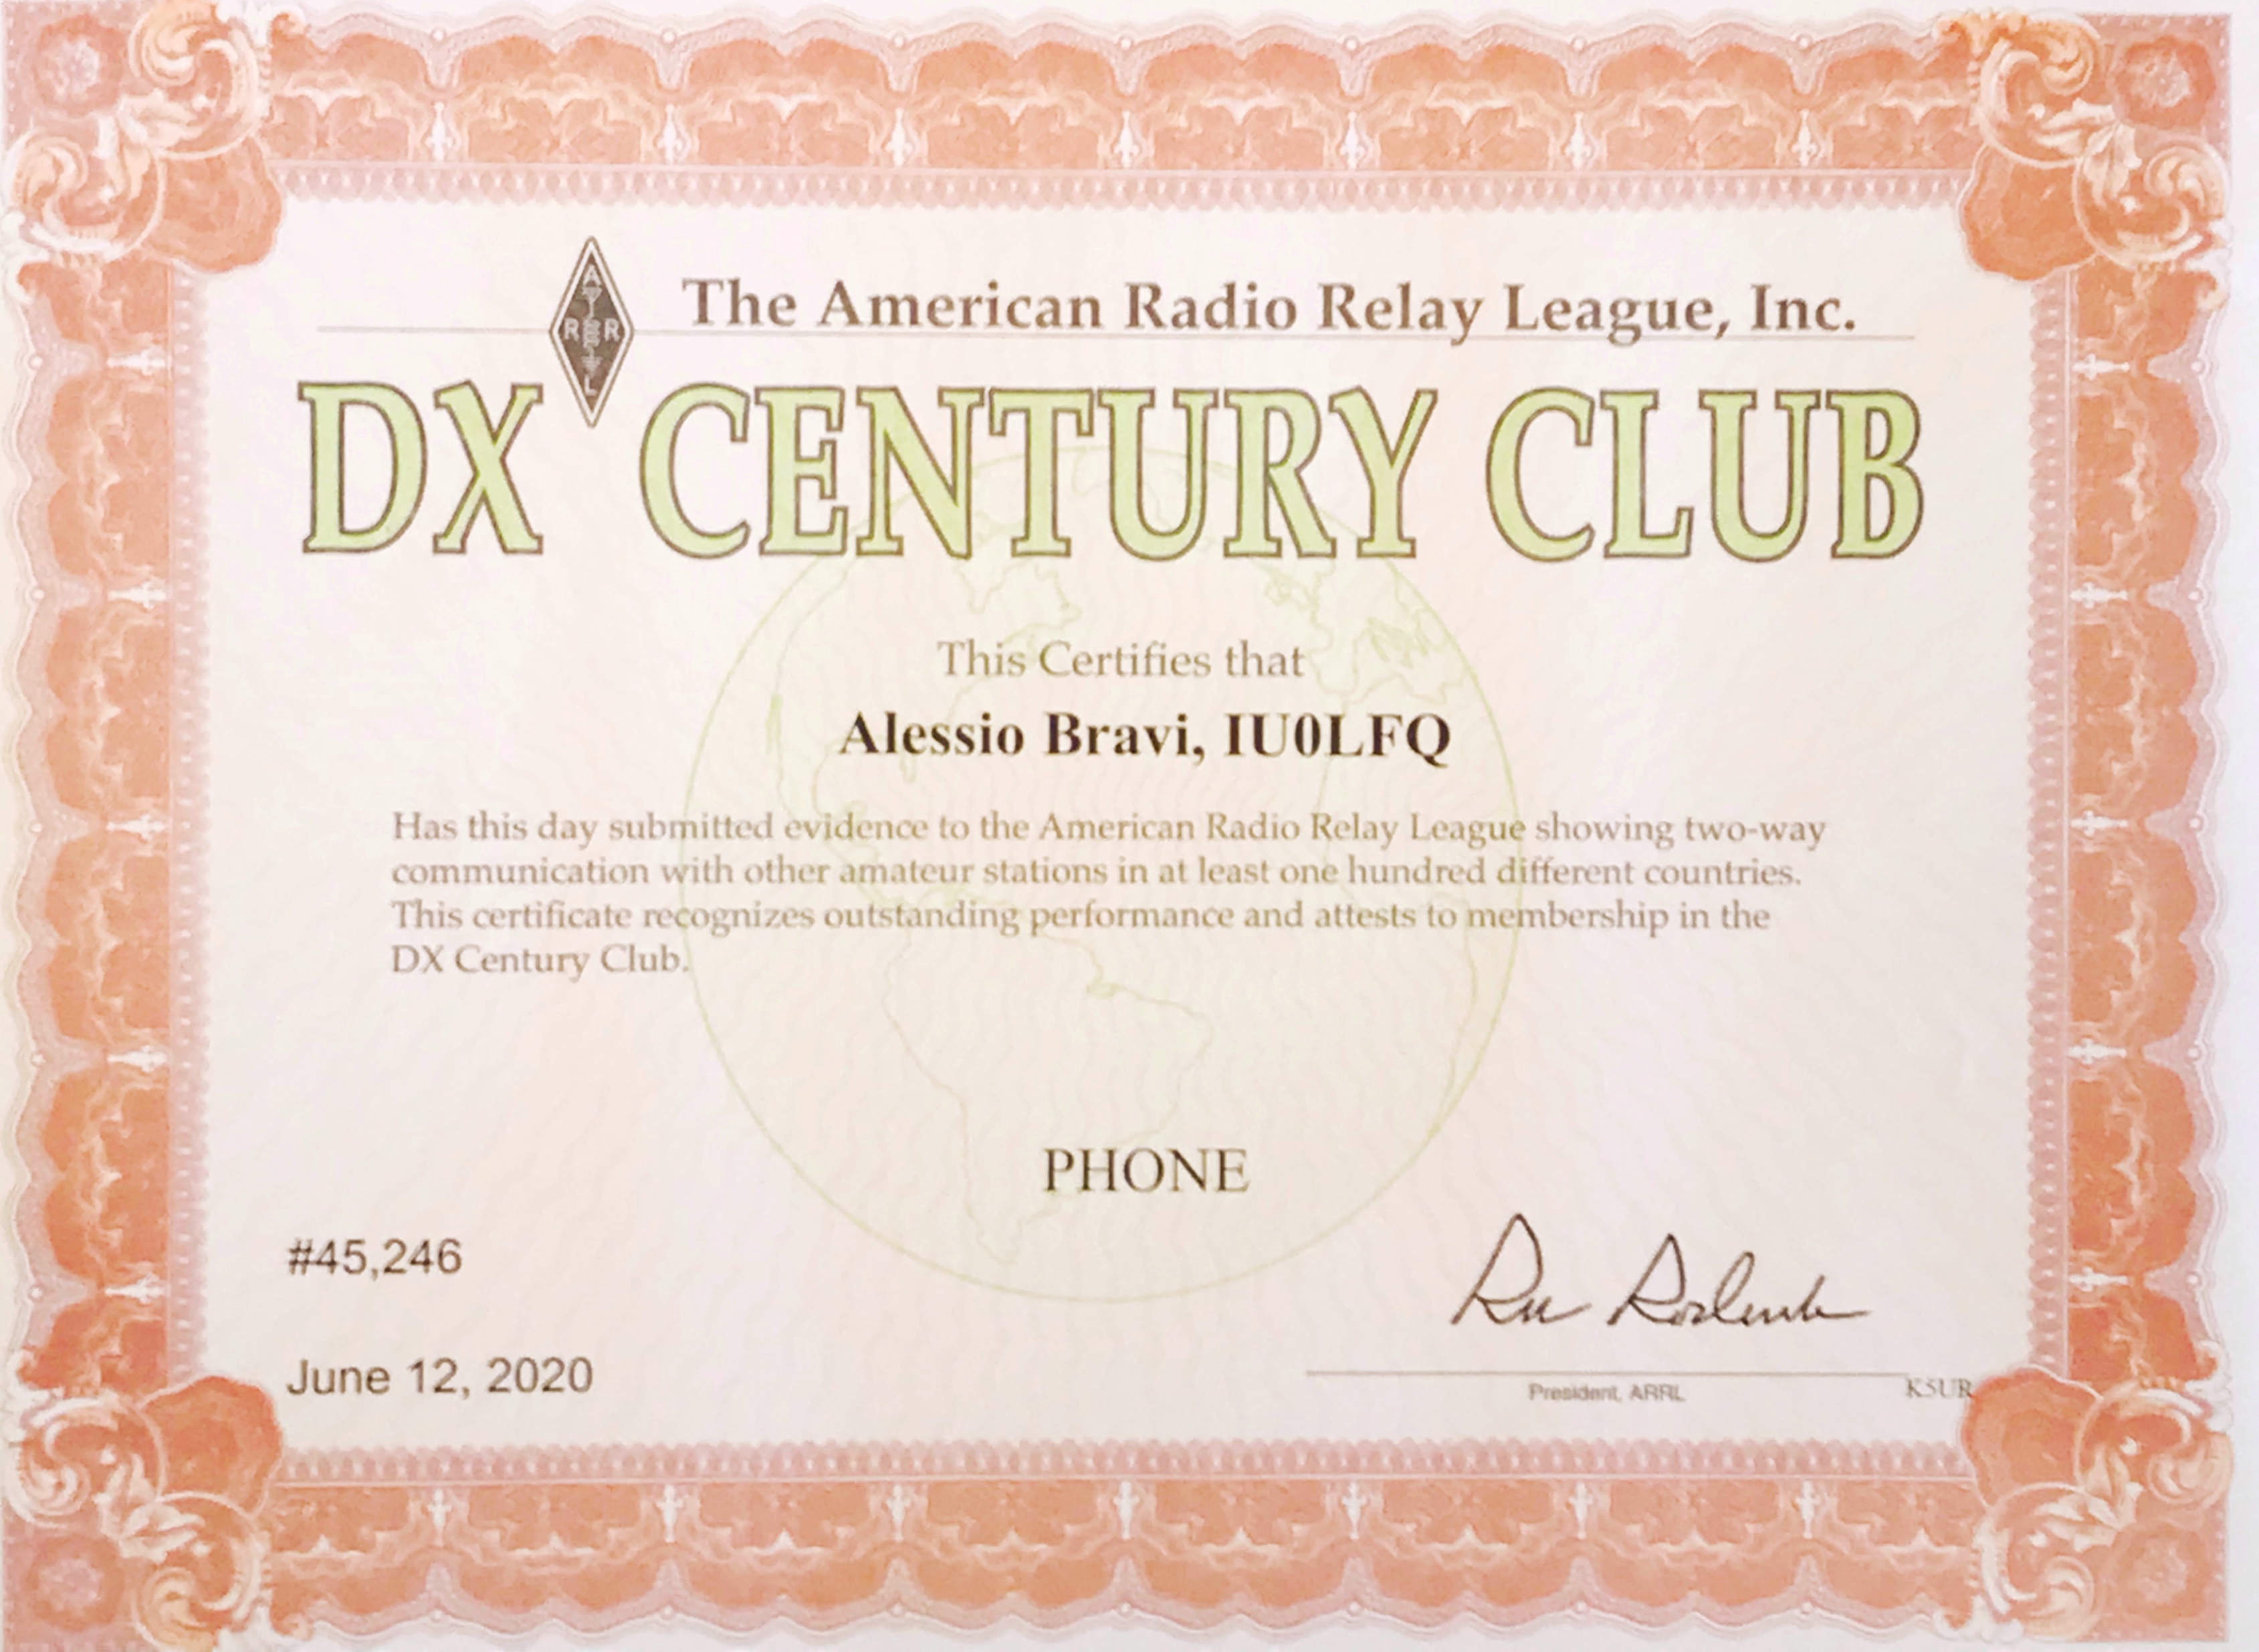 A
R R
L
The American Radio Relay League, Inc.
DX CENTURY CLUB
This Certifies that
Alessio Bravi, IU0LFQ
Has this day submitted evidence to the American Radio Relay League showing two-way
communication with other amateur stations in at least one hundred different countries.
This certificate recognizes outstanding performance and attests to membership in the
DX Century Club.
PHONE
#45,246
June 12, 2020
President, ARRL
K5UR